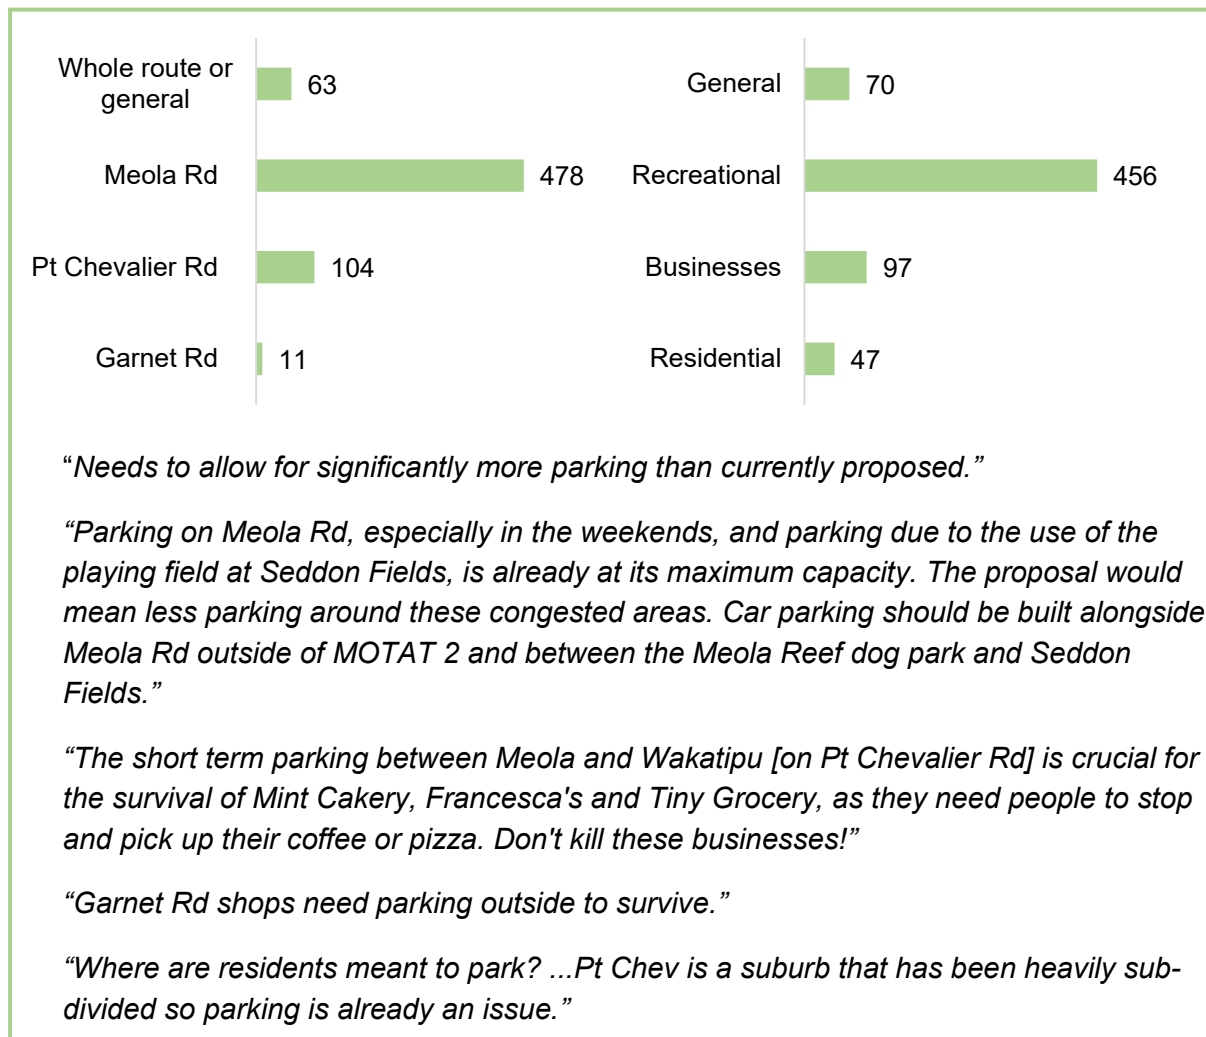 Whole route or
general
63
Meola Rd
478
Pt Chevalier Rd
104
Garnet Rd
11
General
70
Recreational
456
Businesses
97
Residential
47
“Needs to allow for significantly more parking than currently proposed.”
“Parking on Meola Rd, especially in the weekends, and parking due to the use of the
playing field at Seddon Fields, is already at its maximum capacity. The proposal would
mean less parking around these congested areas. Car parking should be built alongside
Meola Rd outside of MOTAT 2 and between the Meola Reef dog park and Seddon
Fields.”
“The short term parking between Meola and Wakatipu [on Pt Chevalier Rd] is crucial for
the survival of Mint Cakery, Francesca's and Tiny Grocery, as they need people to stop
and pick up their coffee or pizza. Don't kill these businesses!”
“Garnet Rd shops need parking outside to survive.”
“Where are residents meant to park? ...Pt Chev is a suburb that has been heavily sub-
divided so parking is already an issue.”